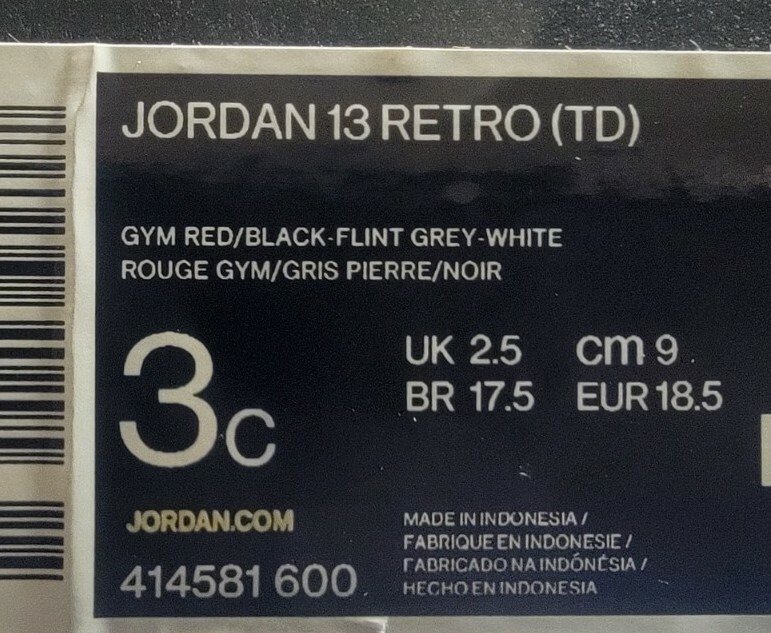 JORDAN 13 RETRO (TD)
GYM RED/BLACK-FLINT GREY-WHITE
ROUGE GYM/GRIS PIERRE/NOIR
3C
UK 2.5 cm 9
BR 17.5 EUR 18.5
JORDAN.COM
414581 600
MADE IN INDONESIA /
FABRIQUE EN INDONESIE /
FABRICADO NA INDÓNÉSIA /
HECHO EN INDONESIA